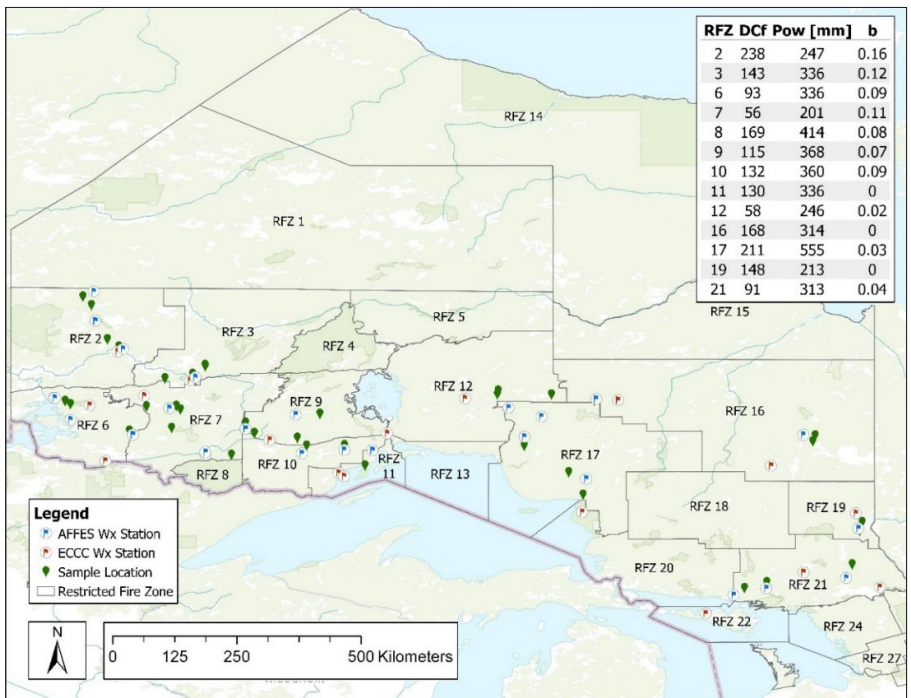 RFZ DCf Pow [mm] b
2 238 247 0.16
3 143 336 0.12
6 93 336 0.09
7 56 201 0.11
8 169 414 0.08
9 115 368 0.07
10 132 360 0.09
11 130 336 0
12 58 246 0.02
16 168 314 0
17 211 555 0.03
19 148 213 0
21 91 313 0.04
RFZ 14
RFZ 1
RFZ 15
RFZ 5
RFZ 3
RFZ 2
RFZ 4
RFZ 12
RFZ 9
RFZ 16
RFZ 7
RFZ 6
RFZ 10
RFZ 17
RFZ
11
RFZ 8
RFZ 13
RFZ 18
RFZ 19
RFZ 20
RFZ 21
RFZ 22
RFZ 24
RFZ 27
Legend
AFFES Wx Station
ECCC Wx Station
Sample Location
Restricted Fire Zone
N
0 125 250 500 Kilometers